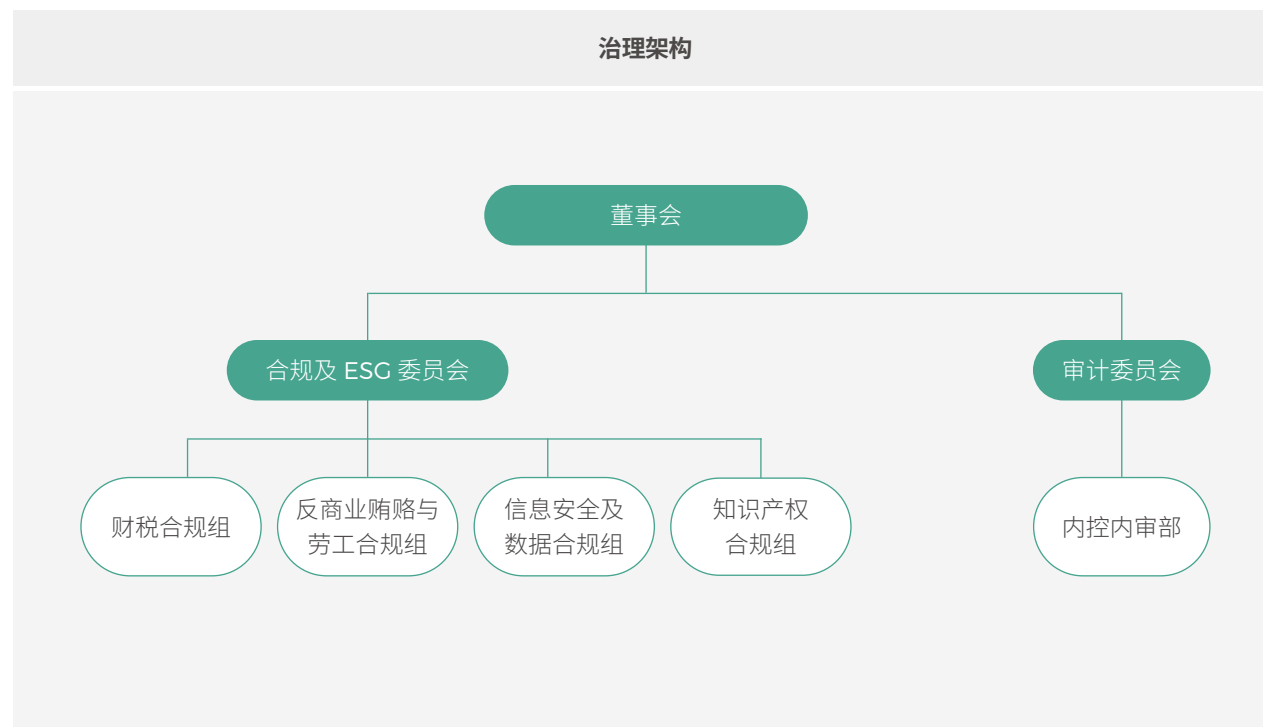 治理架构
董事会
合规及 ESG 委员会
审计委员会
财税合规组
反商业贿赂与
劳工合规组
信息安全及
数据合规组
知识产权
合规组
内控内审部